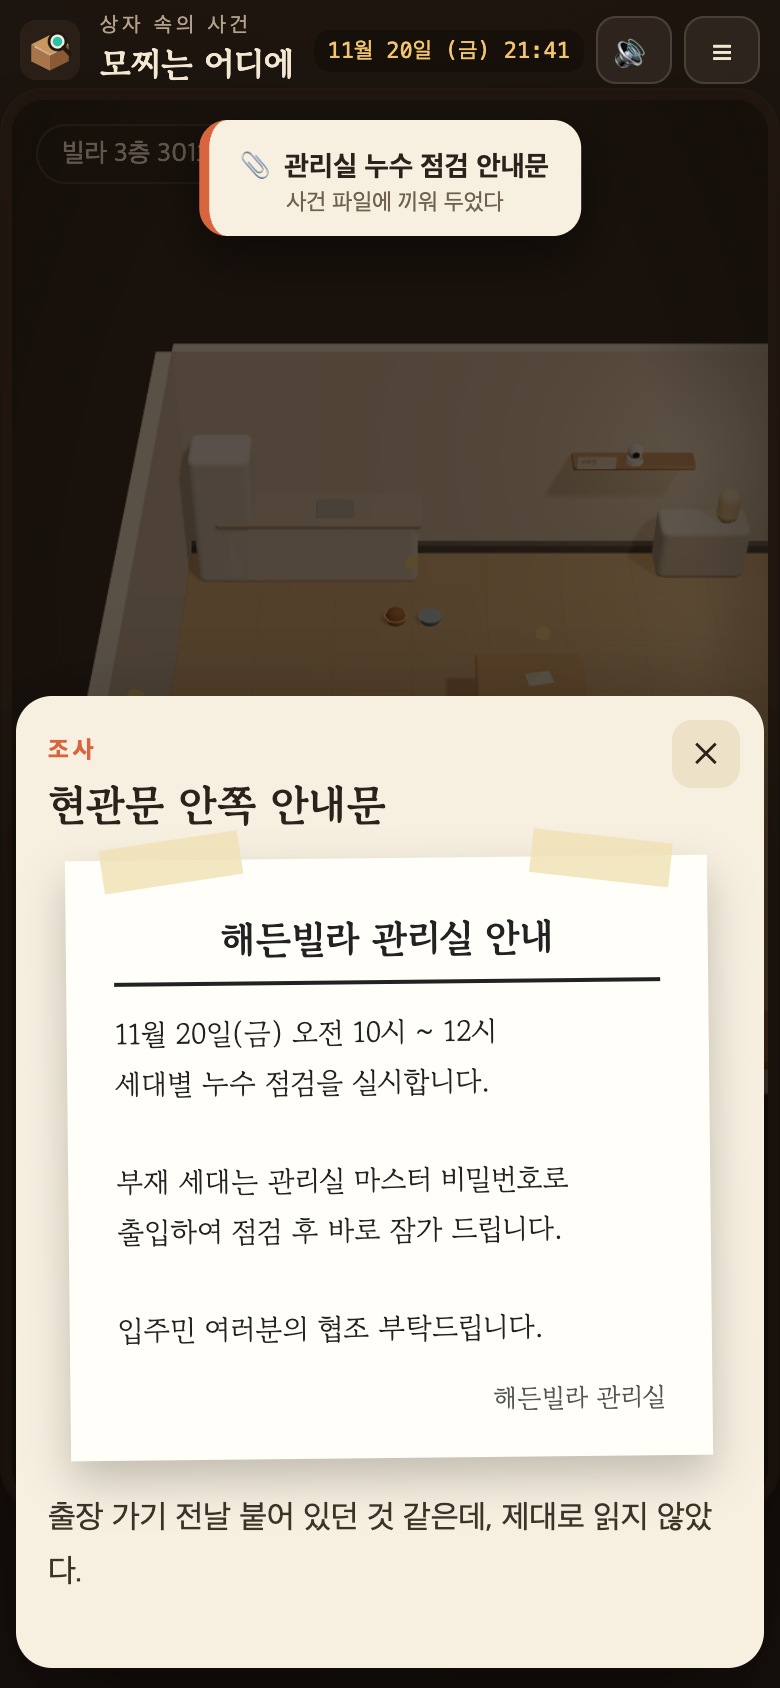 상자 속의 사건
모찌는 어디에
11월 20일 (금) 21:41
빌라 3층
관리실 누수 점검 안내문
사건 파일에 끼워 두었다
조사
현관문 안쪽 안내문
해든빌라 관리실 안내
11월 20일(금) 오전 10시 ~ 12시
세대별 누수 점검을 실시합니다.
부재 세대는 관리실 마스터 비밀번호로
출입하여 점검 후 바로 잠가 드립니다.
입주민 여러분의 협조 부탁드립니다.
해든빌라 관리실
출장 가기 전날 붙어 있던 것 같은데, 제대로 읽지 않았
다.